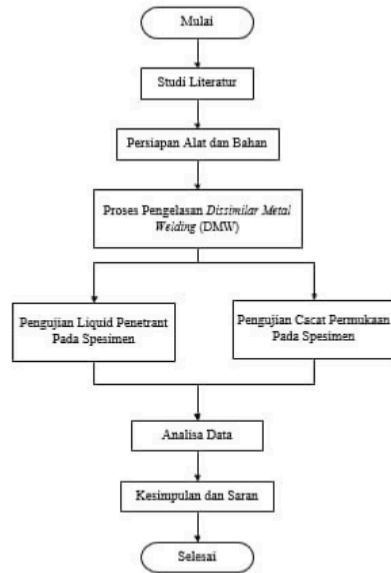 Mulai
Studi Literatur
Persiapan Alat dan Bahan
Proses Pengelasan Dissimilar Metal
Welding (DMW)
Pengujian Liquid Penetrant
Pada Spesimen
Pengujian Cacat Permukaan
Pada Spesimen
Analisa Data
Kesimpulan dan Saran
Selesai